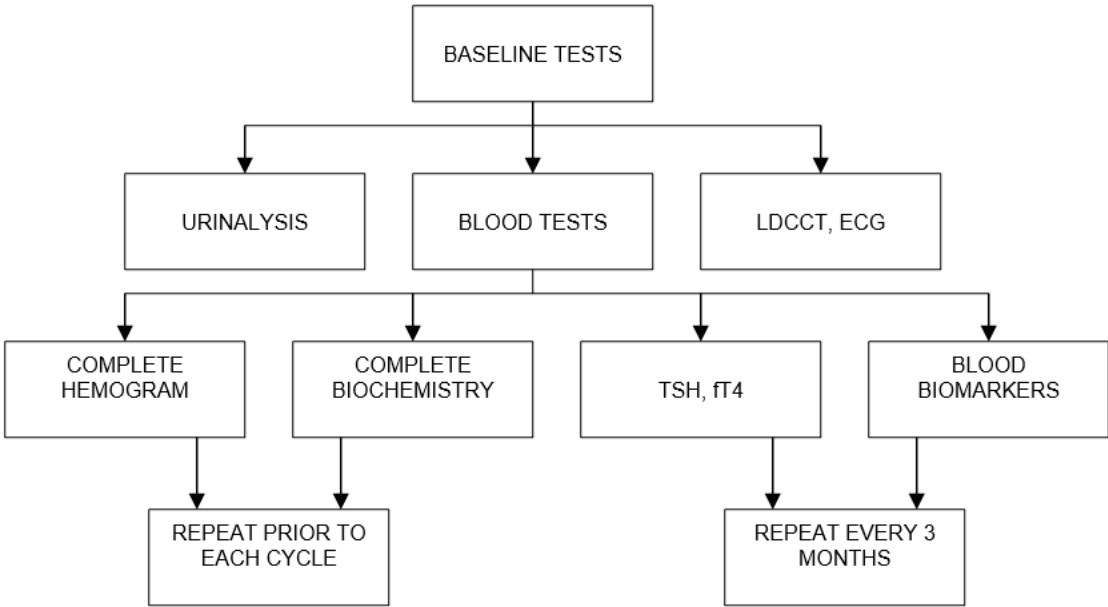 BASELINE TESTS
URINALYSIS
BLOOD TESTS
LDCCT, ECG
COMPLETE
HEMOGRAM
COMPLETE
BIOCHEMISTRY
TSH, fT4
BLOOD
BIOMARKERS
REPEAT PRIOR TO
EACH CYCLE
REPEAT EVERY 3
MONTHS